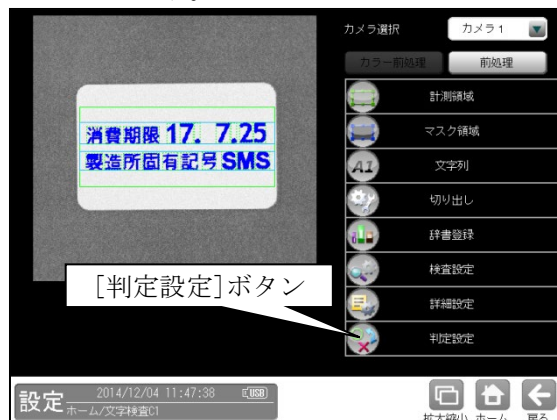 カメラ選択 カメラ1
カラー前処理 前処理
計測領域
マスク領域
文字列
切り出し
辞書登録
検査設定
詳細設定
判定設定
消費期限 17. 7.25
製造所固有記号 SMS
[判定設定]ボタン
設定 2014/12/04 11:47:38 USB
ホーム/文字検査C1
拡大縮小 ホーム 戻る